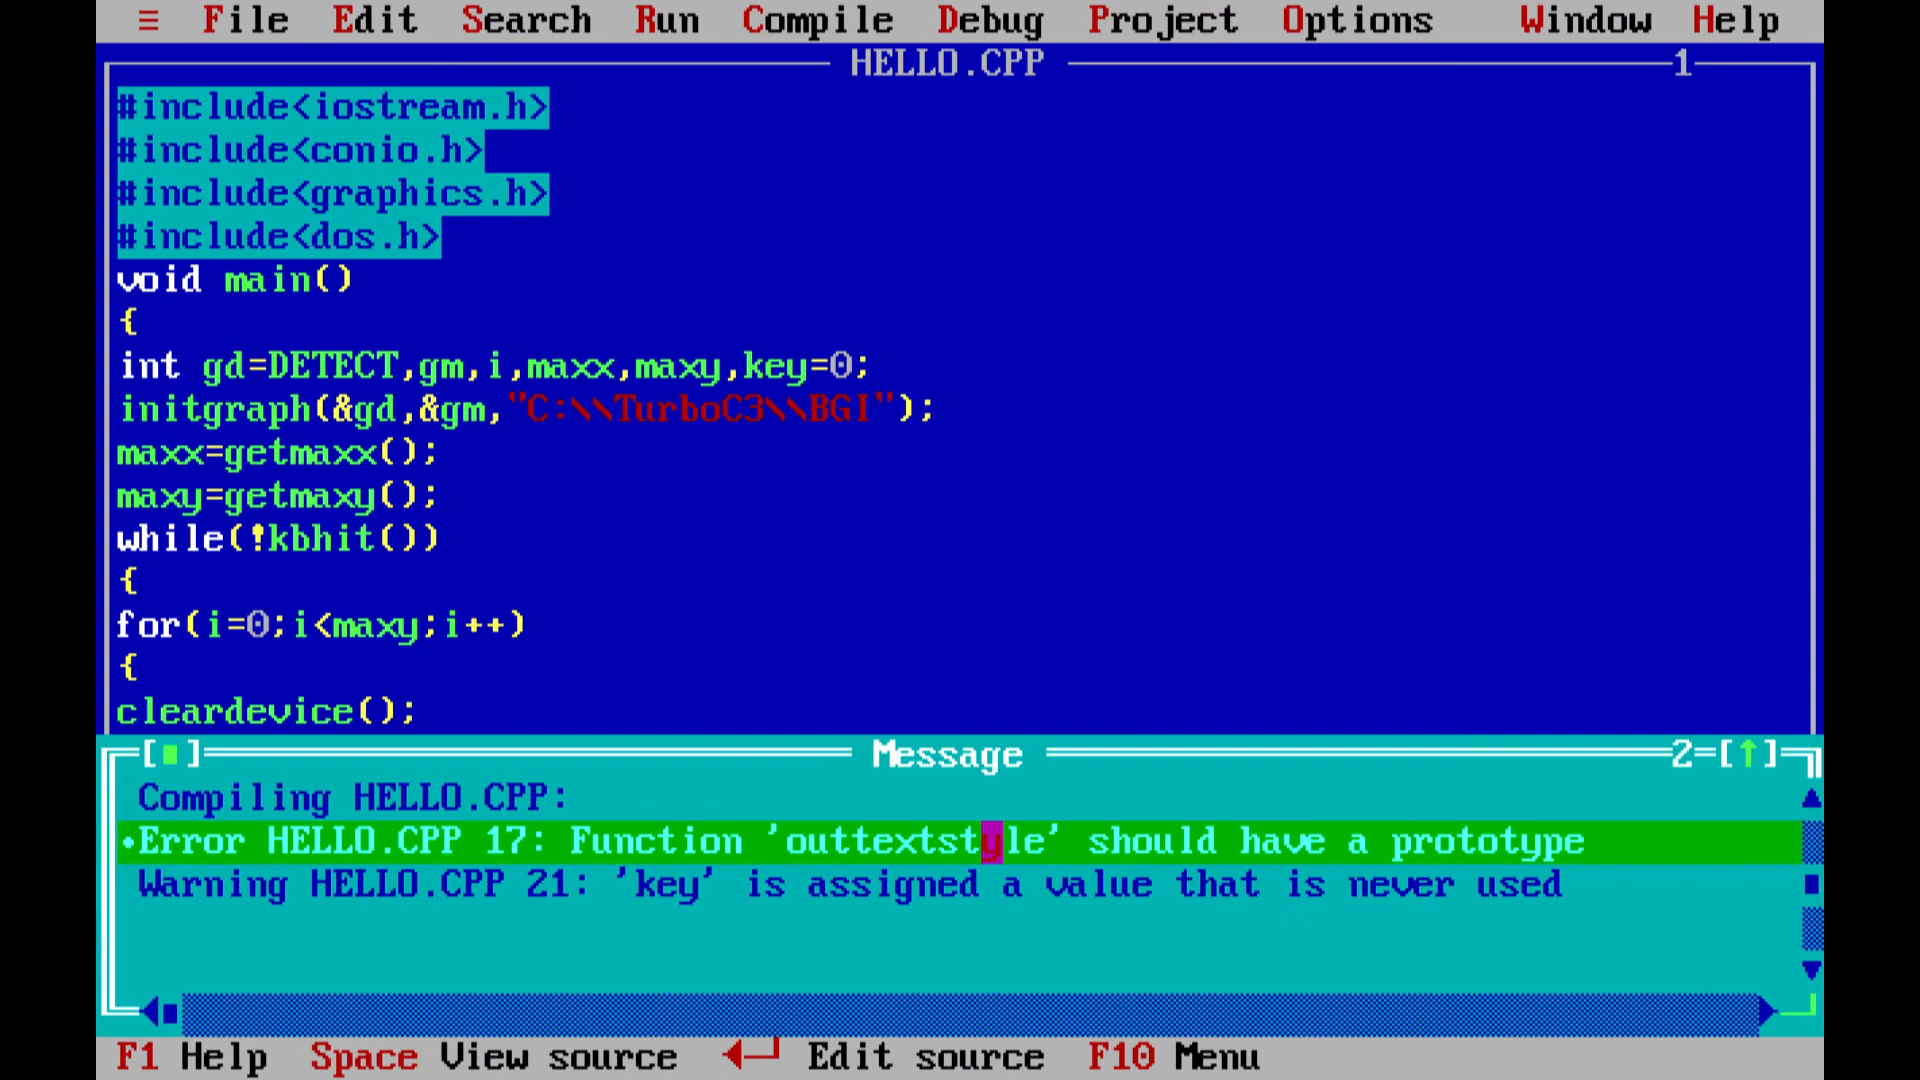 ≡ File Edit Search Run Compile Debug Project Options Window Help
HELLO.CPP 1
#include<iostream.h>
#include<conio.h>
#include<graphics.h>
#include<dos.h>
void main()
{
int gd=DETECT,gm,i,maxx,maxy,key=0;
initgraph(&gd,&gm,"C:\\TurboC3\\BGI");
maxx=getmaxx();
maxy=getmaxy();
while(!kbhit())
{
for(i=0;i<maxy;i++)
{
cleardevice();
[■] Message 2=[↑]
Compiling HELLO.CPP:
•Error HELLO.CPP 17: Function 'outtextstyle' should have a prototype
Warning HELLO.CPP 21: 'key' is assigned a value that is never used
F1 Help Space View source ◄─┘ Edit source F10 Menu